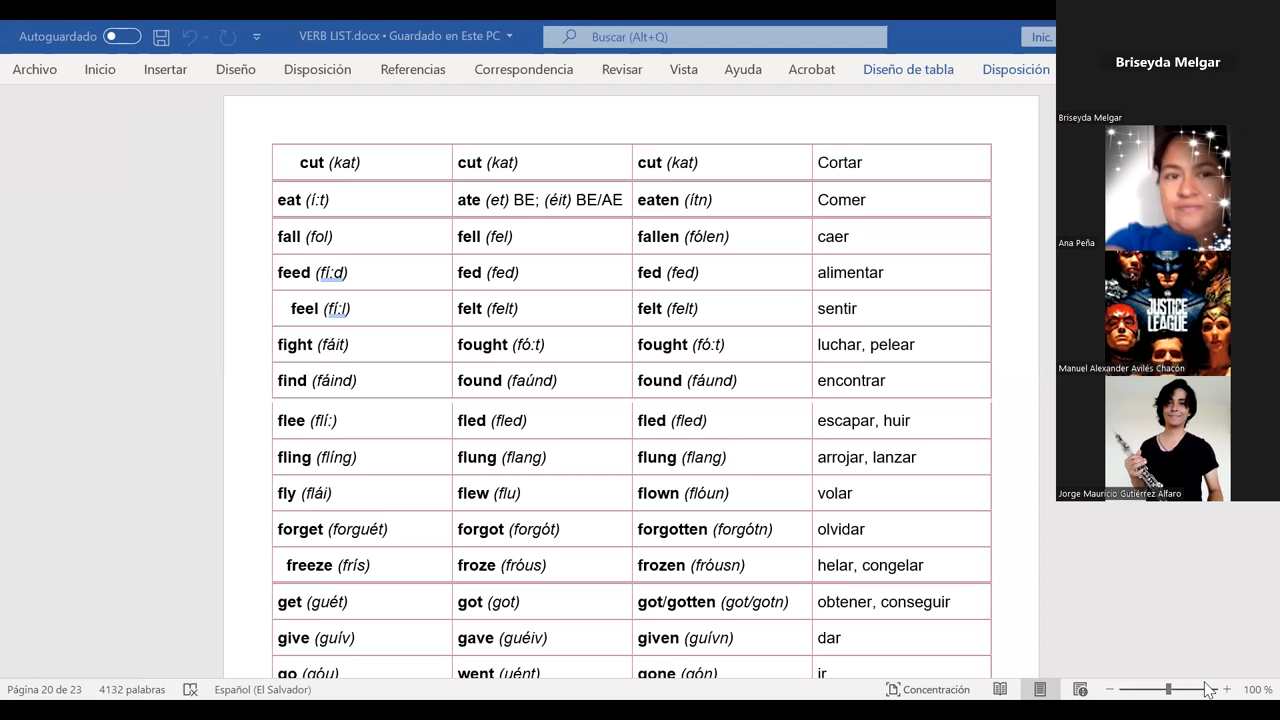 Autoguardado VERB LIST.docx • Guardado en Este PC Buscar (Alt+Q) Inic.
Archivo Inicio Insertar Diseño Disposición Referencias Correspondencia Revisar Vista Ayuda Acrobat Diseño de tabla Disposición
cut (kat) cut (kat) cut (kat) Cortar
eat (í:t) ate (et) BE; (éit) BE/AE eaten (ítn) Comer
fall (fol) fell (fel) fallen (fólen) caer
feed (fí:d) fed (fed) fed (fed) alimentar
feel (fí:l) felt (felt) felt (felt) sentir
fight (fáit) fought (fó:t) fought (fó:t) luchar, pelear
find (fáind) found (faúnd) found (fáund) encontrar
flee (flí:) fled (fled) fled (fled) escapar, huir
fling (flíng) flung (flang) flung (flang) arrojar, lanzar
fly (flái) flew (flu) flown (flóun) volar
forget (forguét) forgot (forgót) forgotten (forgótn) olvidar
freeze (frís) froze (fróus) frozen (fróusn) helar, congelar
get (guét) got (got) got/gotten (got/gotn) obtener, conseguir
give (guív) gave (guéiv) given (guívn) dar
go (góu) went (uént) gone (gón) ir
Página 20 de 23 4132 palabras Español (El Salvador) Concentración 100 %
Briseyda Melgar
Briseyda Melgar
Ana Peña
JUSTICE
LEAGUE
Manuel Alexander Avilés Chacón
Jorge Mauricio Gutiérrez Alfaro